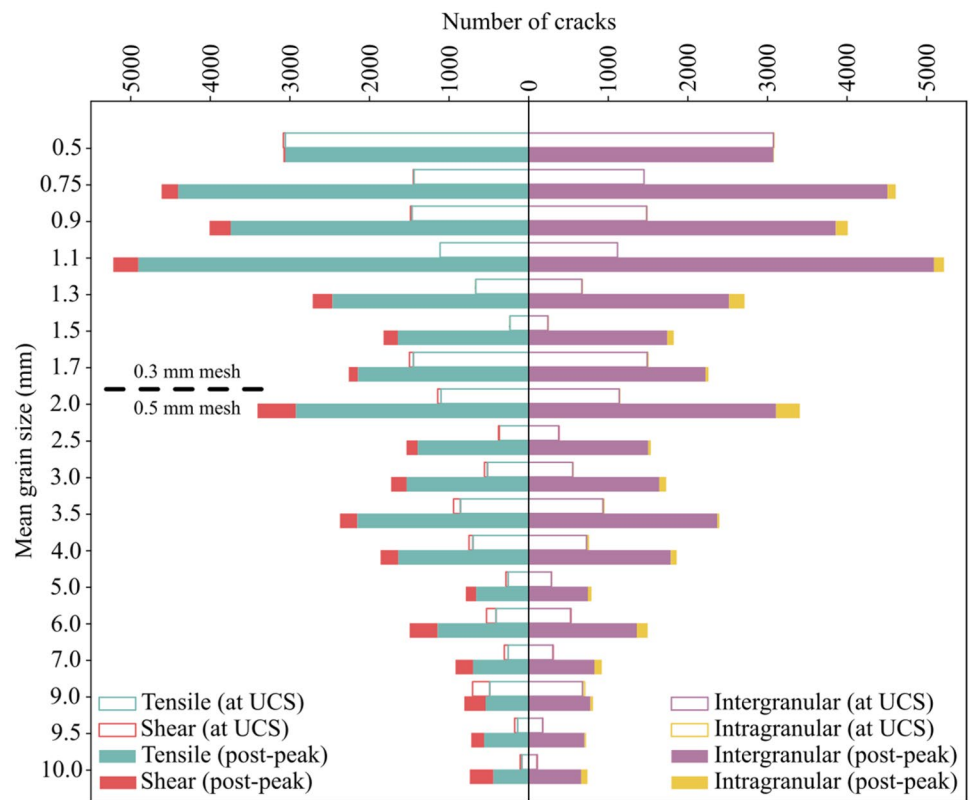 Number of cracks
5000 4000 3000 2000 1000 0 1000 2000 3000 4000 5000
Mean grain size (mm)
0.5
0.75
0.9
1.1
1.3
1.5
1.7
0.3 mm mesh
0.5 mm mesh
2.0
2.5
3.0
3.5
4.0
5.0
6.0
7.0
9.0
9.5
10.0
Tensile (at UCS)
Shear (at UCS)
Tensile (post-peak)
Shear (post-peak)
Intergranular (at UCS)
Intragranular (at UCS)
Intergranular (post-peak)
Intragranular (post-peak)